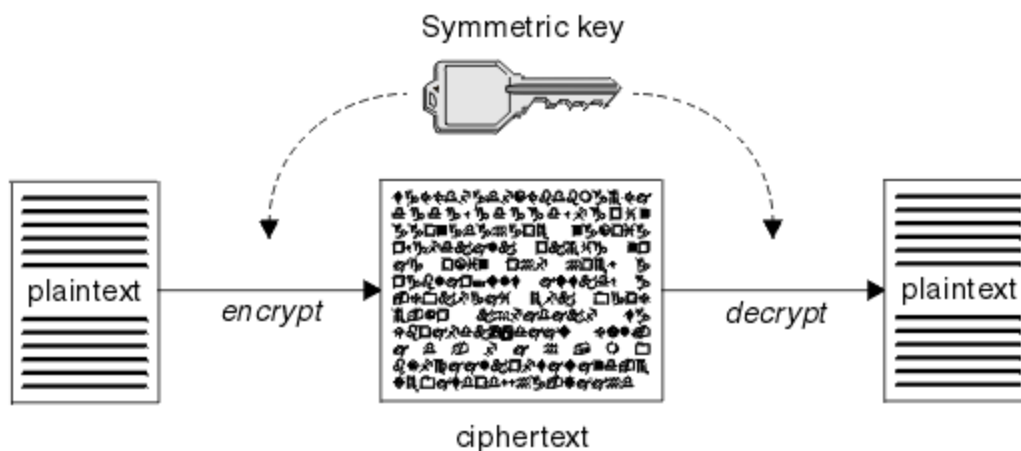 Symmetric key
plaintext
encrypt
decrypt
plaintext
ciphertext